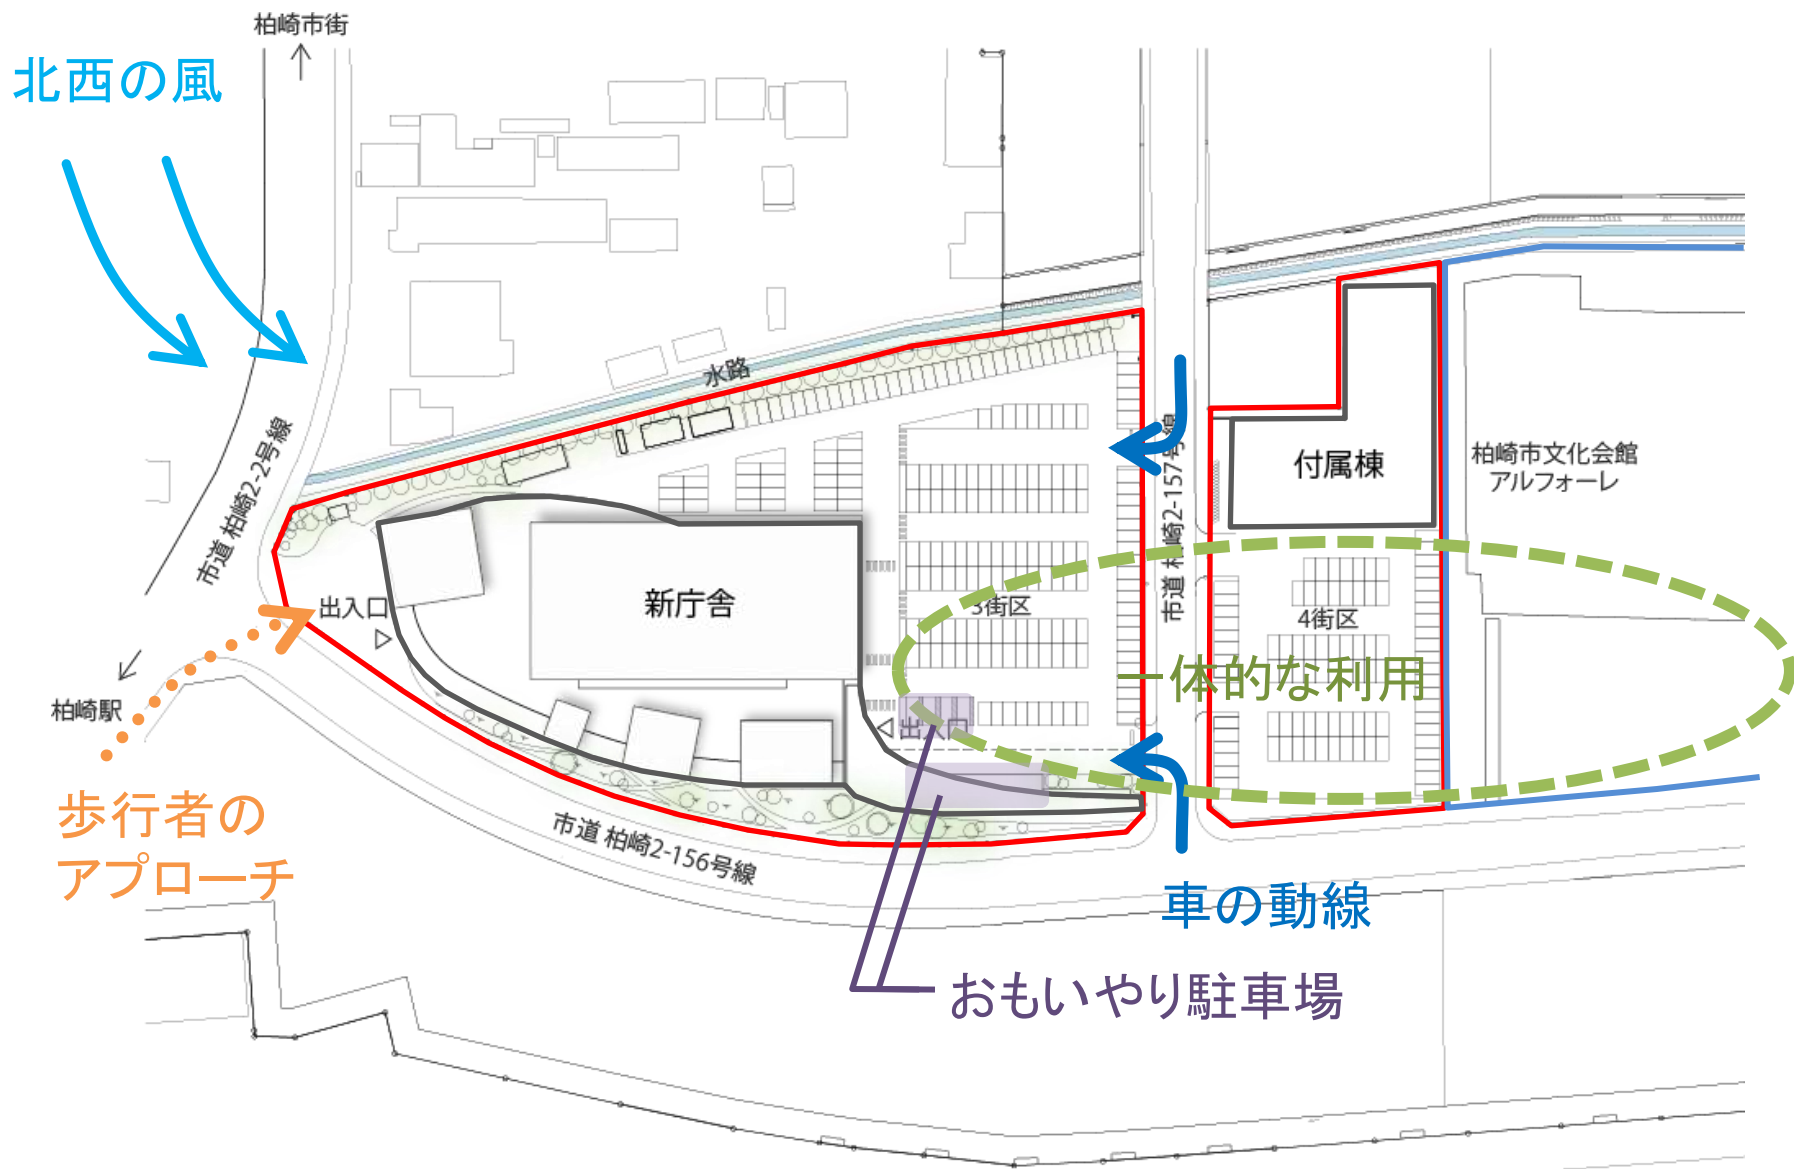 柏崎市街
北西の風
水路
市道 柏崎2-2号線
市道 柏崎2-157号線
付属棟
柏崎市文化会館
アルフォーレ
新庁舎
出入口
3街区
4街区
一体的な利用
柏崎駅
出入口
歩行者の
アプローチ
市道 柏崎2-156号線
車の動線
おもいやり駐車場